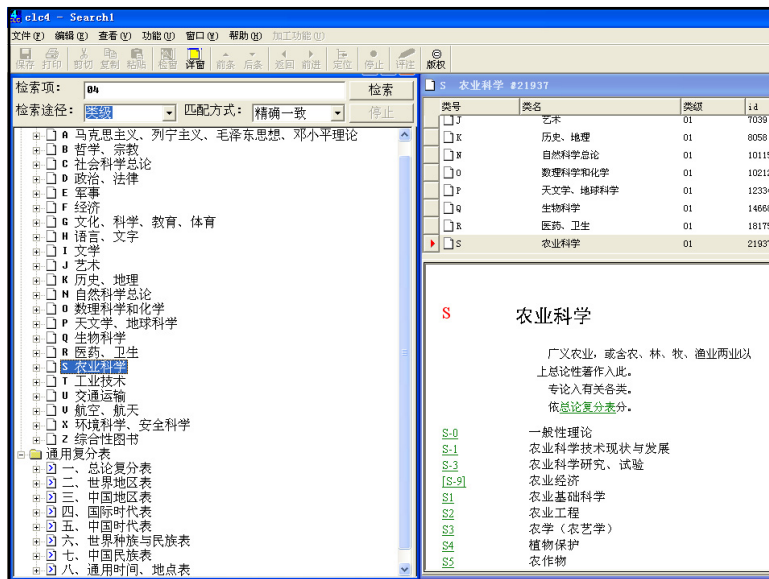 clc4 - Search1
文件(F) 编辑(E) 查看(V) 功能(U) 窗口(W) 帮助(H) 加工功能(U)
保存 打印 剪切 复制 粘贴 检窗 详窗 前条 后条 返回 前进 定位 停止 评注 版权
检索项: 04 检索
检索途径: 类级 匹配方式: 精确一致 停止
A 马克思主义、列宁主义、毛泽东思想、邓小平理论
B 哲学、宗教
C 社会科学总论
D 政治、法律
E 军事
F 经济
G 文化、科学、教育、体育
H 语言、文字
I 文学
J 艺术
K 历史、地理
N 自然科学总论
O 数理科学和化学
P 天文学、地球科学
Q 生物科学
R 医药、卫生
S 农业科学
T 工业技术
U 交通运输
V 航空、航天
X 环境科学、安全科学
Z 综合性图书
通用复分表
一、总论复分表
二、世界地区表
三、中国地区表
四、国际时代表
五、中国时代表
六、世界种族与民族表
七、中国民族表
八、通用时间、地点表
S 农业科学 #21937
类号 类名 类级 id
J 艺术 01 7039
K 历史、地理 01 8058
N 自然科学总论 01 10115
O 数理科学和化学 01 10212
P 天文学、地球科学 01 12334
Q 生物科学 01 14668
R 医药、卫生 01 18175
S 农业科学 01 21937
S 农业科学
广义农业，或含农、林、牧、渔业两业以
上总论性著作入此。
专论入有关各类。
依总论复分表分。
S-0 一般性理论
S-1 农业科学技术现状与发展
S-3 农业科学研究、试验
[S-9] 农业经济
S1 农业基础科学
S2 农业工程
S3 农学（农艺学）
S4 植物保护
S5 农作物